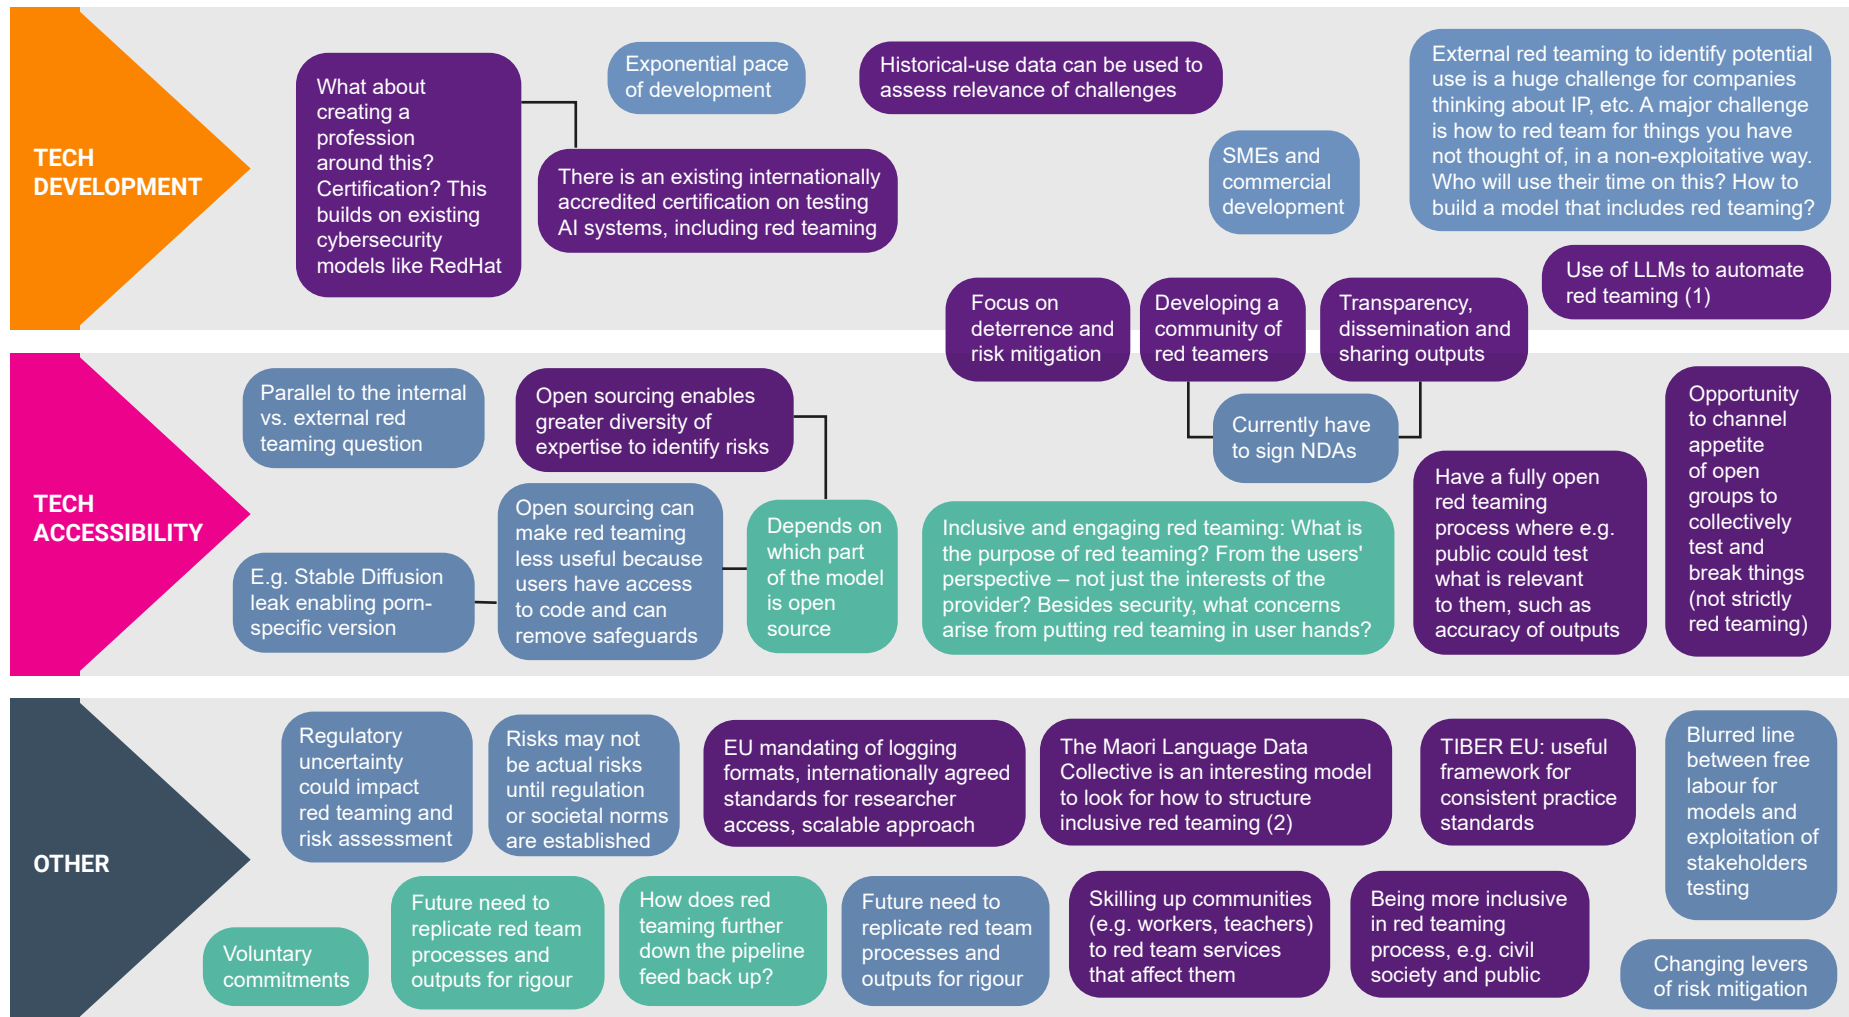 TECH
DEVELOPMENT
What about
creating a
profession
around this?
Certification? This
builds on existing
cybersecurity
models like RedHat
Exponential pace
of development
There is an existing internationally
accredited certification on testing
AI systems, including red teaming
Historical-use data can be used to
assess relevance of challenges
SMEs and
commercial
development
External red teaming to identify potential
use is a huge challenge for companies
thinking about IP, etc. A major challenge
is how to red team for things you have
not thought of, in a non-exploitative way.
Who will use their time on this? How to
build a model that includes red teaming?
Use of LLMs to automate
red teaming (1)
Focus on
deterrence and
risk mitigation
Developing a
community of
red teamers
Transparency,
dissemination and
sharing outputs
TECH
ACCESSIBILITY
Parallel to the internal
vs. external red
teaming question
Open sourcing enables
greater diversity of
expertise to identify risks
Currently have
to sign NDAs
Opportunity
to channel
appetite
of open
groups to
collectively
test and
break things
(not strictly
red teaming)
E.g. Stable Diffusion
leak enabling porn-
specific version
Open sourcing can
make red teaming
less useful because
users have access
to code and can
remove safeguards
Depends on
which part
of the model
is open
source
Inclusive and engaging red teaming: What is
the purpose of red teaming? From the users'
perspective – not just the interests of the
provider? Besides security, what concerns
arise from putting red teaming in user hands?
Have a fully open
red teaming
process where e.g.
public could test
what is relevant
to them, such as
accuracy of outputs
OTHER
Regulatory
uncertainty
could impact
red teaming and
risk assessment
Risks may not
be actual risks
until regulation
or societal norms
are established
EU mandating of logging
formats, internationally agreed
standards for researcher
access, scalable approach
The Maori Language Data
Collective is an interesting model
to look for how to structure
inclusive red teaming (2)
TIBER EU: useful
framework for
consistent practice
standards
Blurred line
between free
labour for
models and
exploitation of
stakeholders
testing
Voluntary
commitments
Future need to
replicate red team
processes and
outputs for rigour
How does red
teaming further
down the pipeline
feed back up?
Future need to
replicate red team
processes and
outputs for rigour
Skilling up communities
(e.g. workers, teachers)
to red team services
that affect them
Being more inclusive
in red teaming
process, e.g. civil
society and public
Changing levers
of risk mitigation